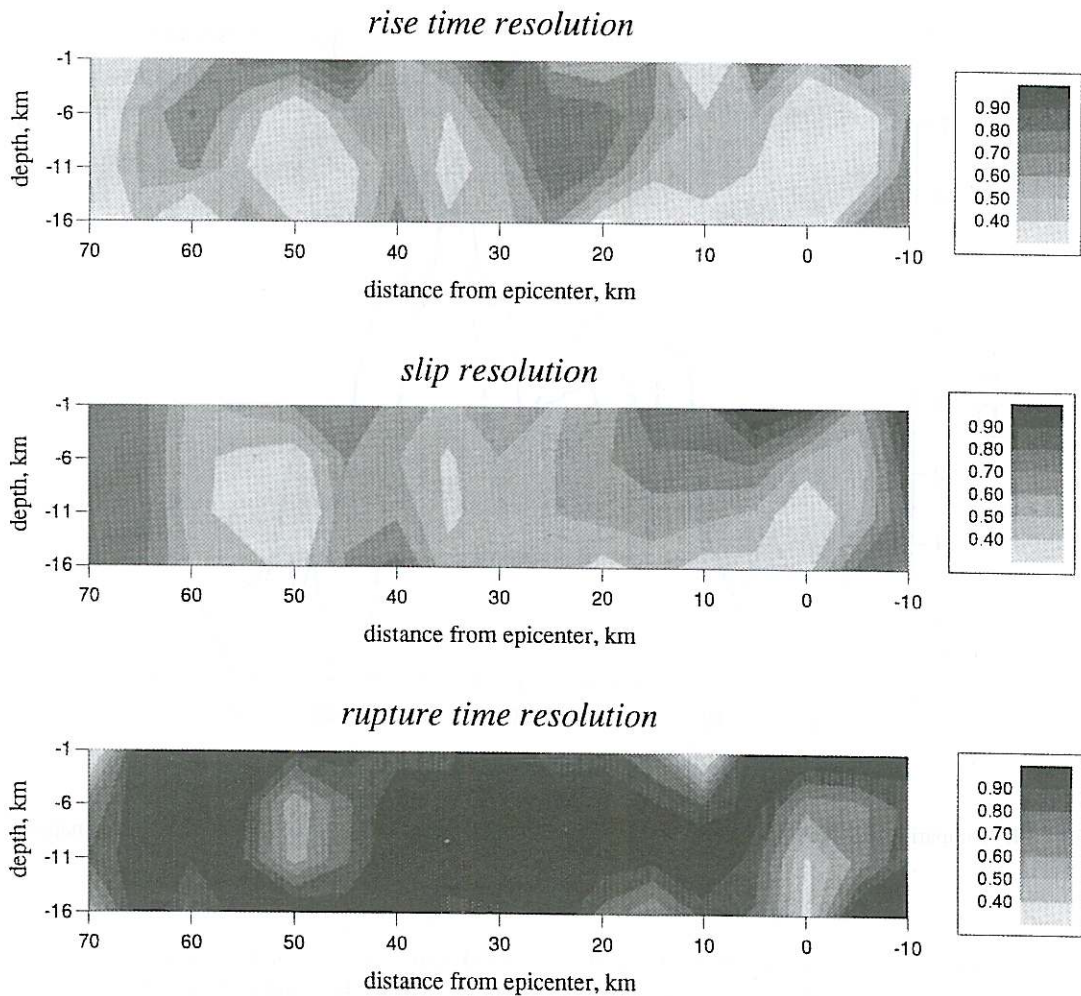 rise time resolution
-1
-6
-11
-16
depth, km
70 60 50 40 30 20 10 0 -10
distance from epicenter, km
0.90
0.80
0.70
0.60
0.50
0.40
slip resolution
-1
-6
-11
-16
depth, km
70 60 50 40 30 20 10 0 -10
distance from epicenter, km
0.90
0.80
0.70
0.60
0.50
0.40
rupture time resolution
-1
-6
-11
-16
depth, km
70 60 50 40 30 20 10 0 -10
distance from epicenter, km
0.90
0.80
0.70
0.60
0.50
0.40